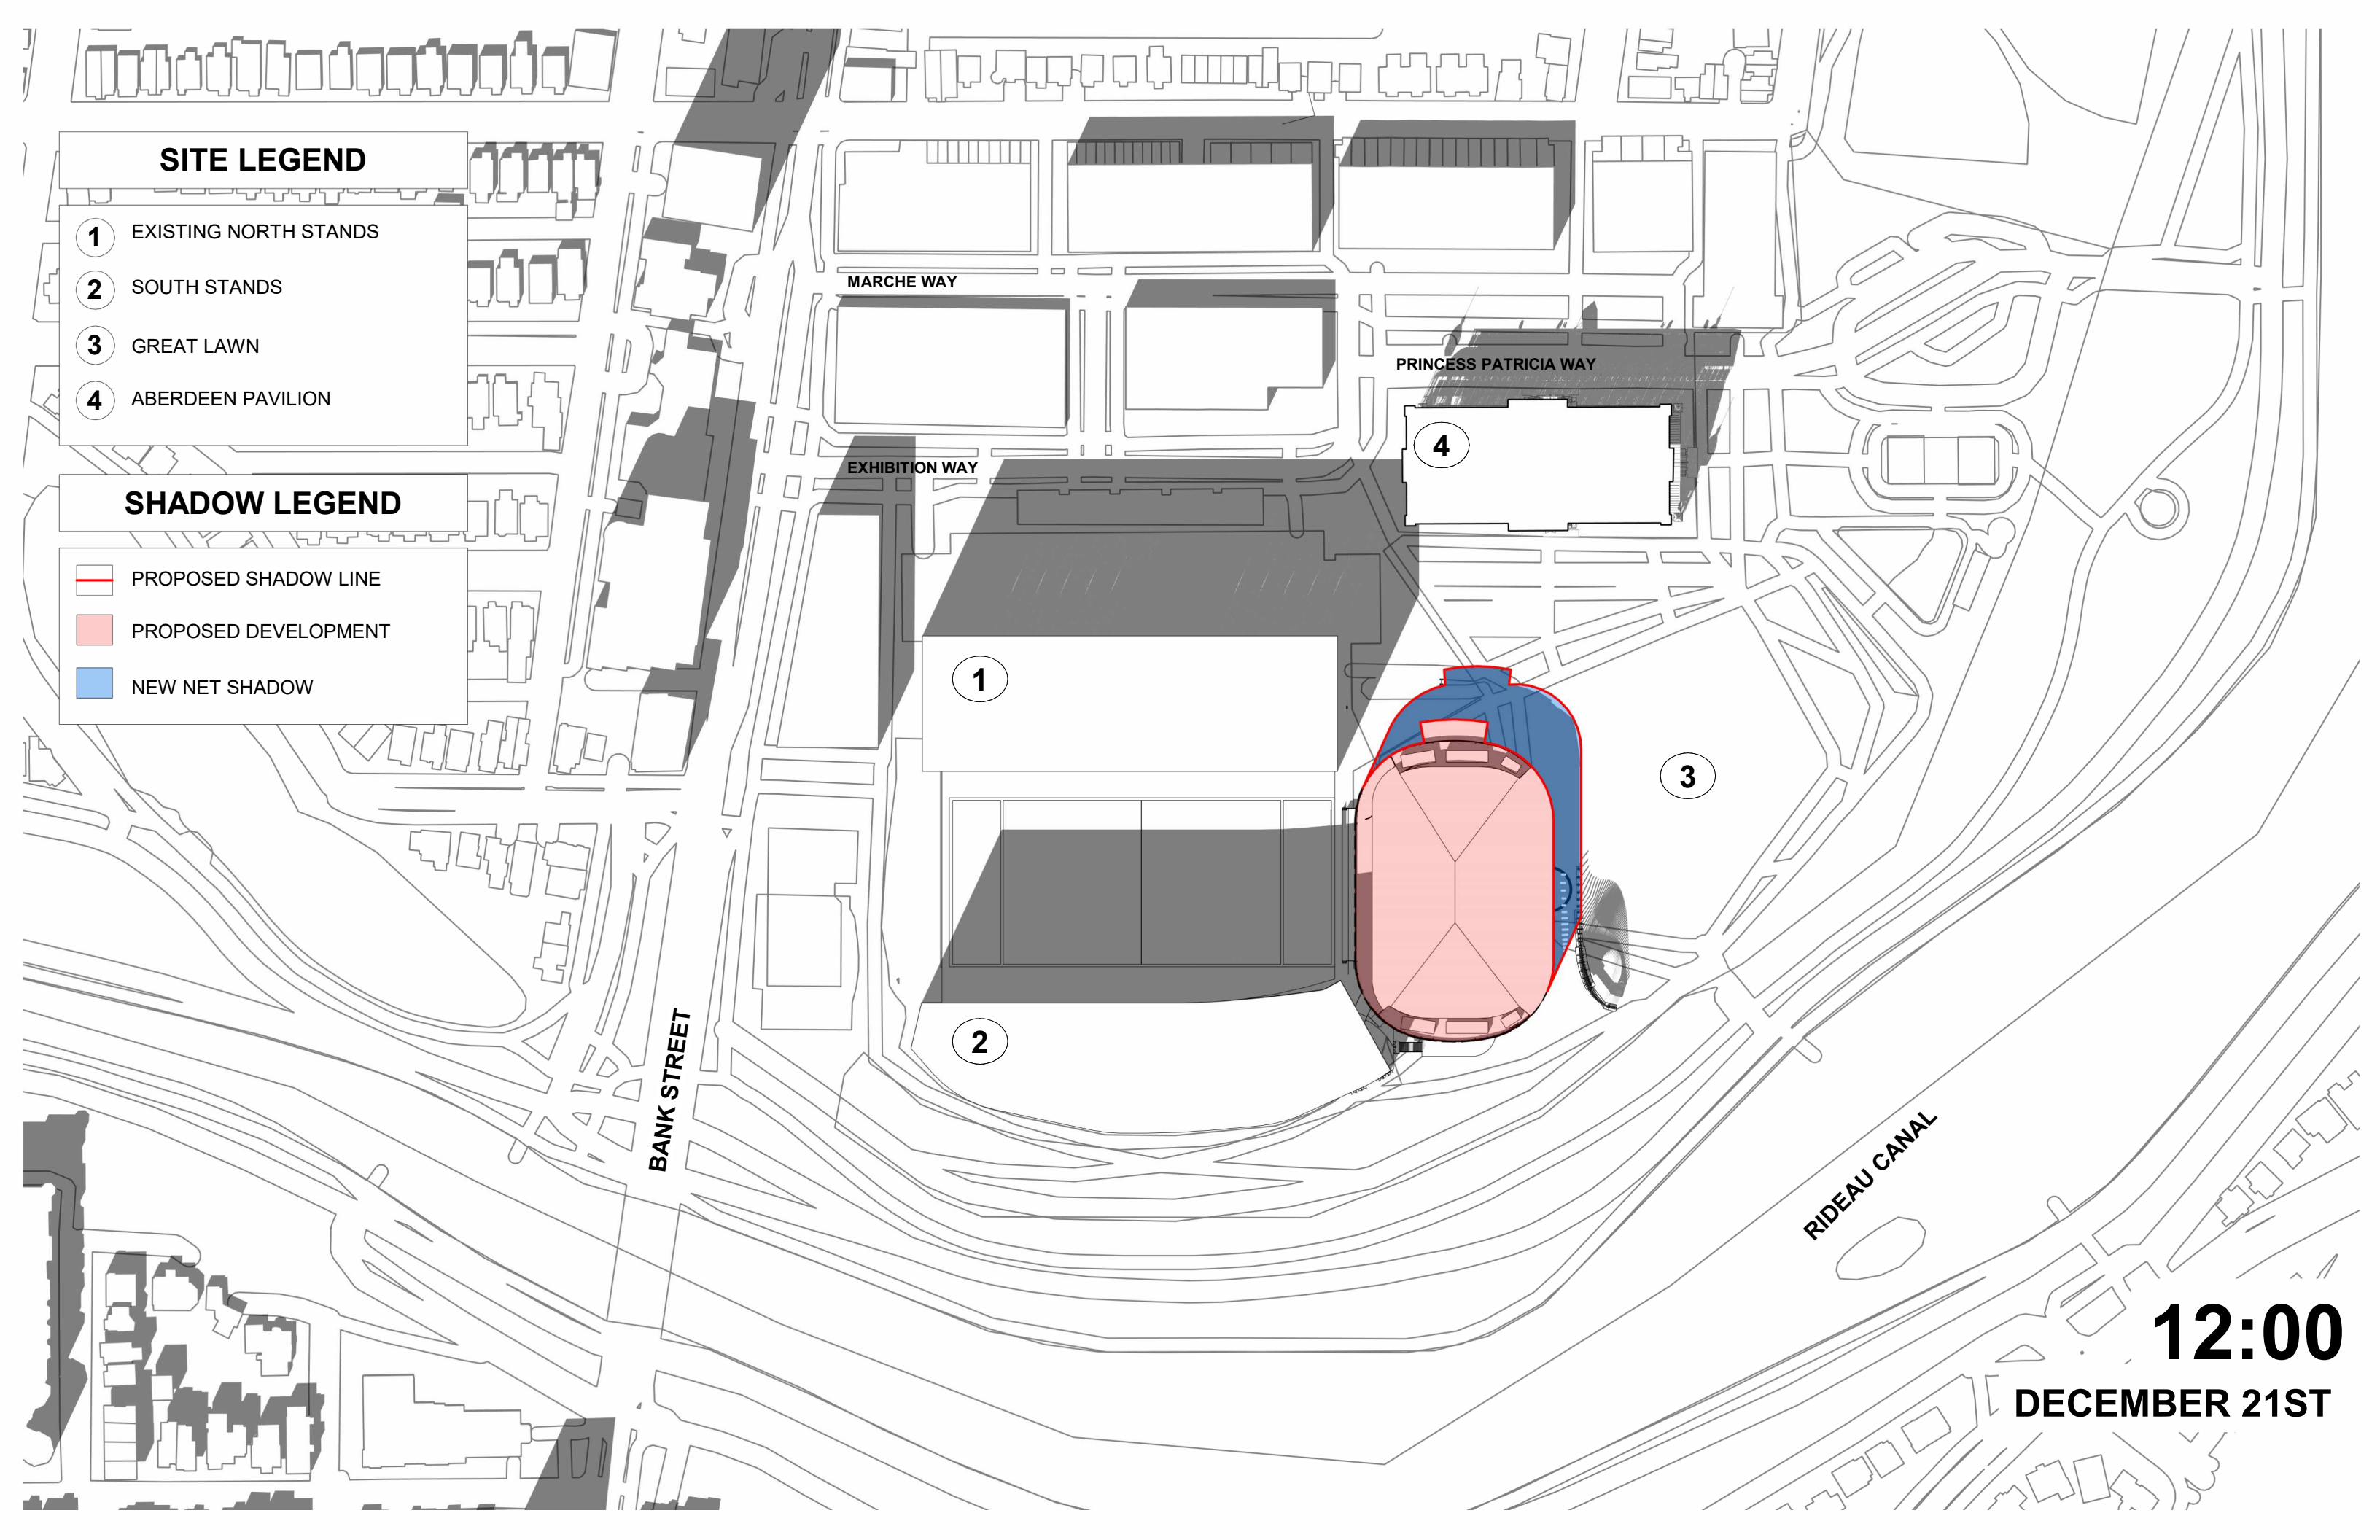 SITE LEGEND
1 EXISTING NORTH STANDS
2 SOUTH STANDS
3 GREAT LAWN
4 ABERDEEN PAVILION
SHADOW LEGEND
PROPOSED SHADOW LINE
PROPOSED DEVELOPMENT
NEW NET SHADOW
MARCHE WAY
PRINCESS PATRICIA WAY
4
EXHIBITION WAY
1
3
2
BANK STREET
RIDEAU CANAL
12:00
DECEMBER 21ST